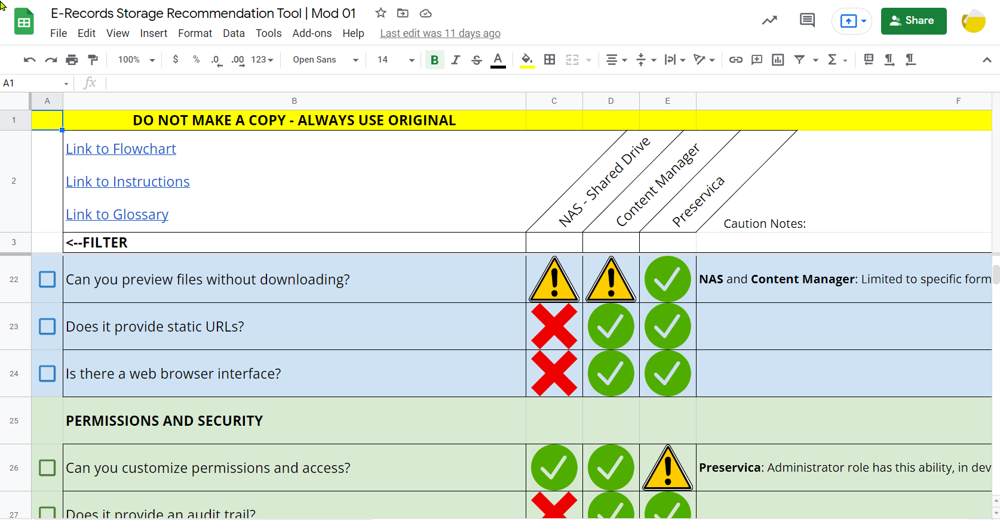 E-Records Storage Recommendation Tool | Mod 01
File Edit View Insert Format Data Tools Add-ons Help Last edit was 11 days ago
Share
100% $ % .0 .00 123 Open Sans 14 B I S A Σ
A1 fx
A B C D E F
1 DO NOT MAKE A COPY - ALWAYS USE ORIGINAL
2
Link to Flowchart
Link to Instructions
Link to Glossary
NAS - Shared Drive
Content Manager
Preservica
Caution Notes:
3 <--FILTER
22 Can you preview files without downloading? NAS and Content Manager: Limited to specific form
23 Does it provide static URLs?
24 Is there a web browser interface?
25 PERMISSIONS AND SECURITY
26 Can you customize permissions and access? Preservica: Administrator role has this ability, in dev
27 Does it provide an audit trail?